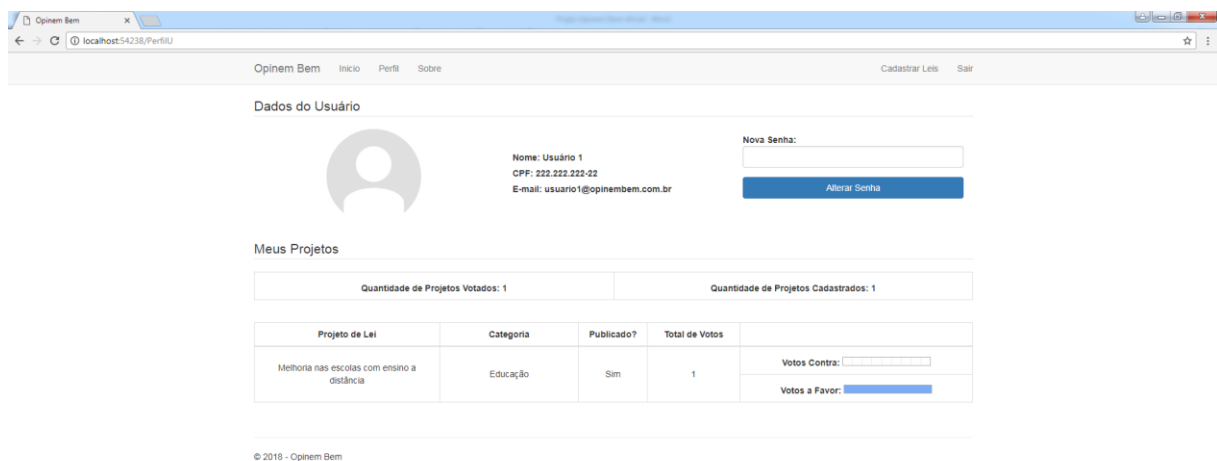 Opinem Bem
localhost:54238/PerfilU
Opinem Bem Início Perfil Sobre Cadastrar Leis Sair
Dados do Usuário
Nome: Usuário 1
CPF: 222.222.222-22
E-mail: usuario1@opinembem.com.br
Nova Senha:
Alterar Senha
Meus Projetos
Quantidade de Projetos Votados: 1 Quantidade de Projetos Cadastrados: 1
Projeto de Lei Categoria Publicado? Total de Votos
Melhoria nas escolas com ensino a
distância
Educação Sim 1
Votos Contra:
Votos a Favor:
© 2018 - Opinem Bem